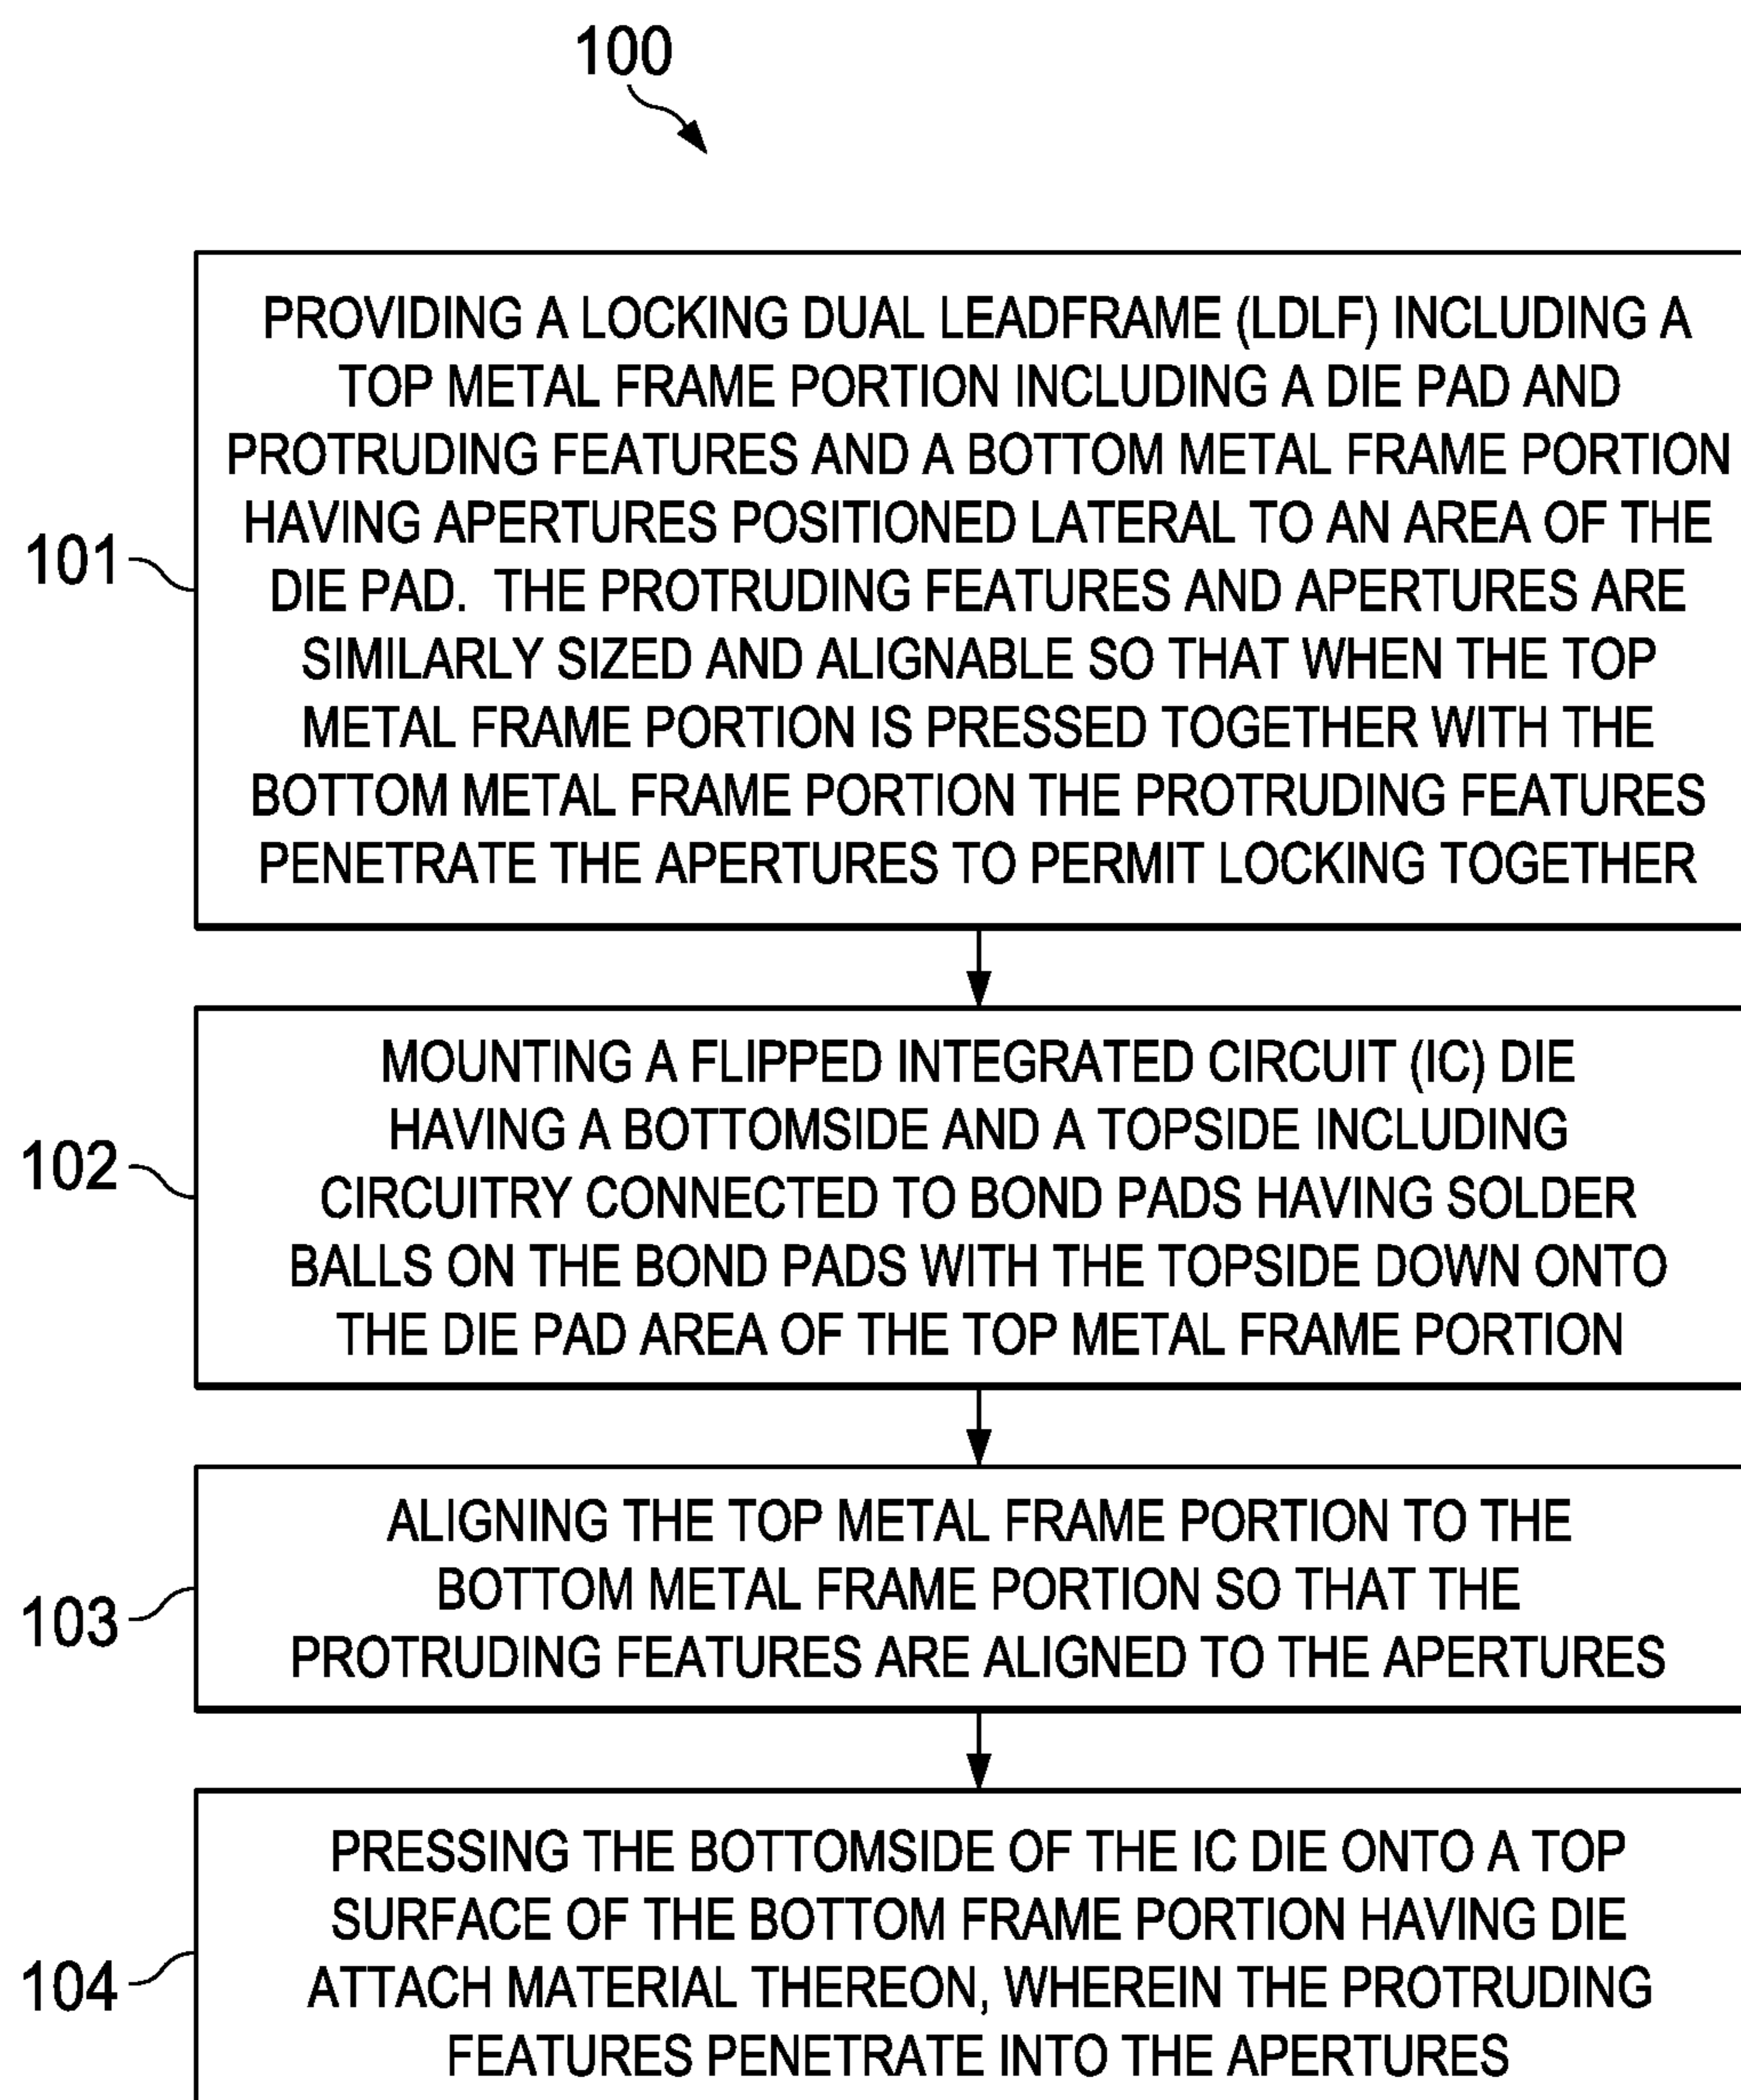 100
101
PROVIDING A LOCKING DUAL LEADFRAME (LDLF) INCLUDING A
TOP METAL FRAME PORTION INCLUDING A DIE PAD AND
PROTRUDING FEATURES AND A BOTTOM METAL FRAME PORTION
HAVING APERTURES POSITIONED LATERAL TO AN AREA OF THE
DIE PAD. THE PROTRUDING FEATURES AND APERTURES ARE
SIMILARLY SIZED AND ALIGNABLE SO THAT WHEN THE TOP
METAL FRAME PORTION IS PRESSED TOGETHER WITH THE
BOTTOM METAL FRAME PORTION THE PROTRUDING FEATURES
PENETRATE THE APERTURES TO PERMIT LOCKING TOGETHER
102
MOUNTING A FLIPPED INTEGRATED CIRCUIT (IC) DIE
HAVING A BOTTOMSIDE AND A TOPSIDE INCLUDING
CIRCUITRY CONNECTED TO BOND PADS HAVING SOLDER
BALLS ON THE BOND PADS WITH THE TOPSIDE DOWN ONTO
THE DIE PAD AREA OF THE TOP METAL FRAME PORTION
103
ALIGNING THE TOP METAL FRAME PORTION TO THE
BOTTOM METAL FRAME PORTION SO THAT THE
PROTRUDING FEATURES ARE ALIGNED TO THE APERTURES
104
PRESSING THE BOTTOMSIDE OF THE IC DIE ONTO A TOP
SURFACE OF THE BOTTOM FRAME PORTION HAVING DIE
ATTACH MATERIAL THEREON, WHEREIN THE PROTRUDING
FEATURES PENETRATE INTO THE APERTURES